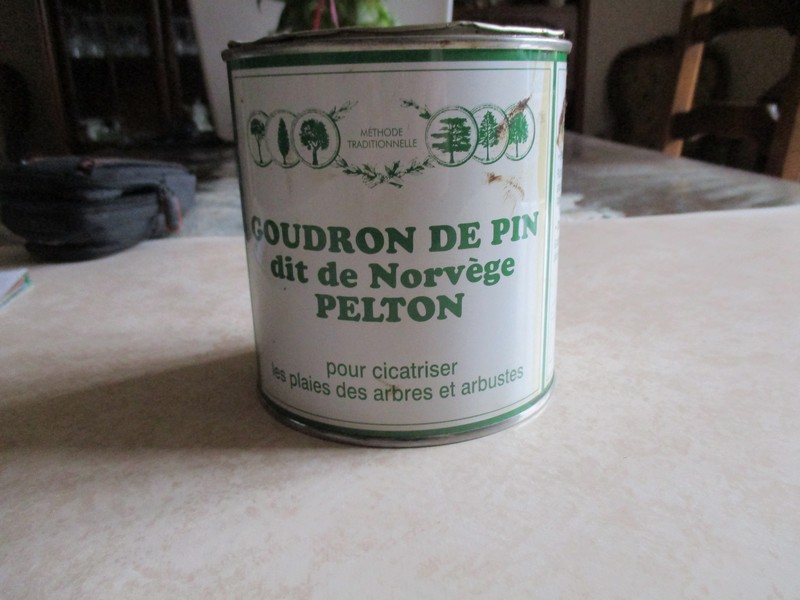 MÉTHODE
TRADITIONNELLE
GOUDRON DE PIN
dit de Norvège
PELTON
pour cicatriser
les plaies des arbres et arbustes